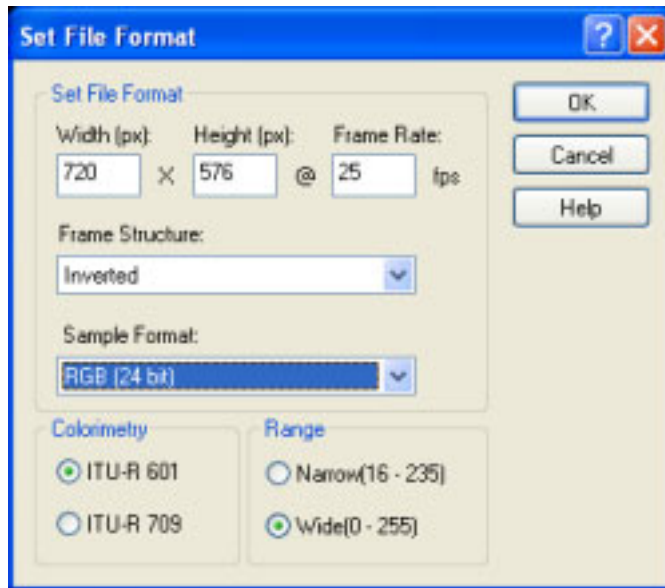 Set File Format
Set File Format
Width (px): Height (px): Frame Rate:
720 X 576 @ 25 fps
Frame Structure:
Inverted
Sample Format:
RGB (24 bit)
OK
Cancel
Help
Colorimetry
ITU-R 601
ITU-R 709
Range
Narrow(16 - 235)
Wide(0 - 255)